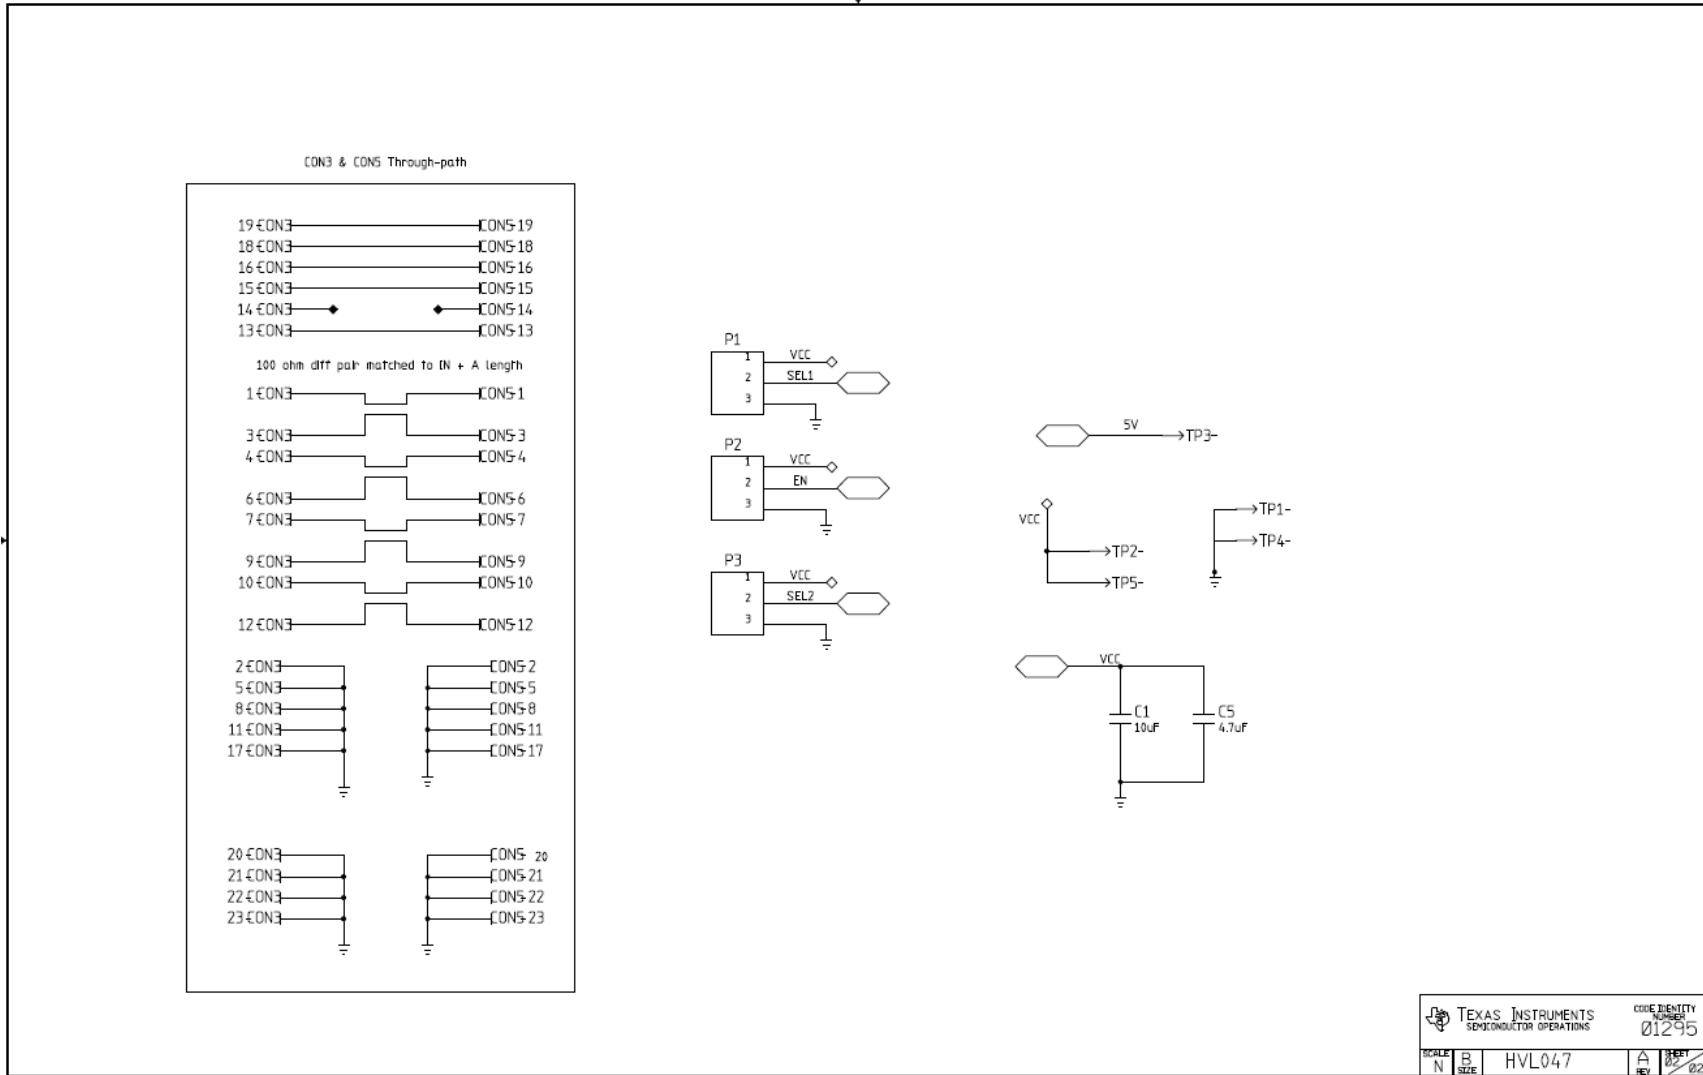 CON3 & CON5 Through-path
19 CON3 CON5 19
18 CON3 CON5 18
16 CON3 CON5 16
15 CON3 CON5 15
14 CON3 CON5 14
13 CON3 CON5 13
100 ohm diff pair matched to IN + A length
1 CON3 CON5 1
3 CON3 CON5 3
4 CON3 CON5 4
6 CON3 CON5 6
7 CON3 CON5 7
9 CON3 CON5 9
10 CON3 CON5 10
12 CON3 CON5 12
2 CON3 CON5 2
5 CON3 CON5 5
8 CON3 CON5 8
11 CON3 CON5 11
17 CON3 CON5 17
20 CON3 CON5 20
21 CON3 CON5 21
22 CON3 CON5 22
23 CON3 CON5 23
P1
1 VCC
2 SEL1
3
P2
1 VCC
2 EN
3
P3
1 VCC
2 SEL2
3
5V TP3-
VCC
TP2-
TP5-
TP1-
TP4-
VCC
C1
10uF
C5
4.7uF
TEXAS INSTRUMENTS
SEMICONDUCTOR OPERATIONS
CODE IDENTITY
NUMBER
01295
SCALE
N
B
SIZE
HVL047
A
REV
SHEET
02
02